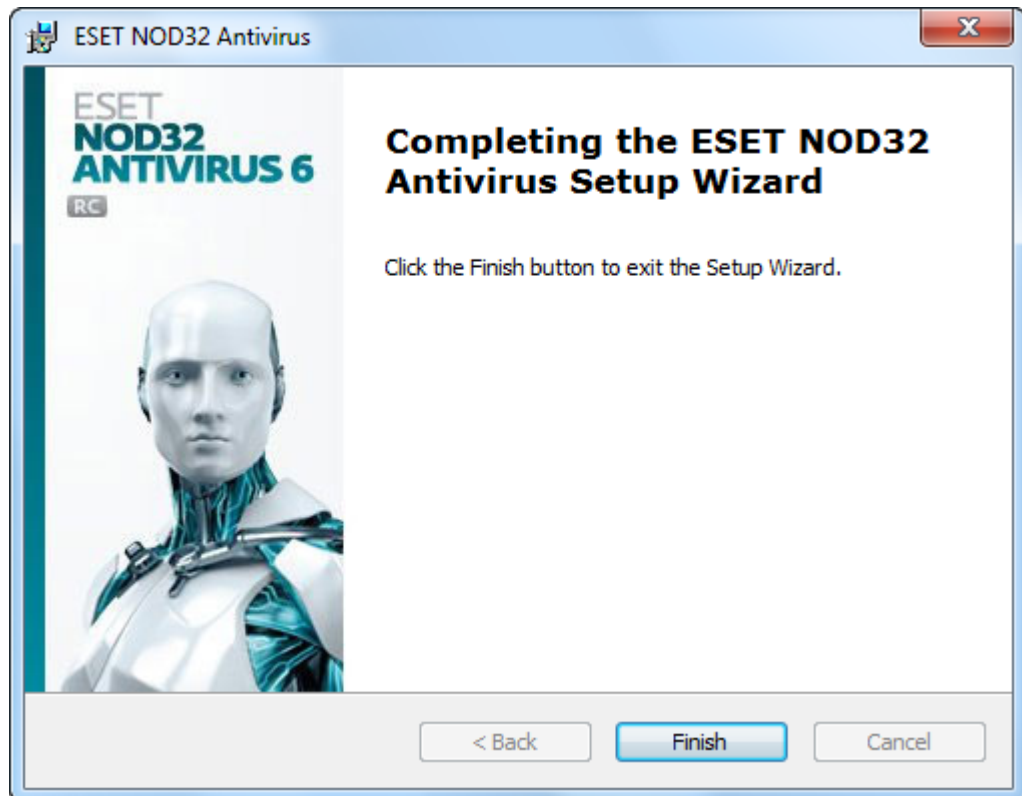 ESET NOD32 Antivirus
ESET
NOD32
ANTIVIRUS 6
RC
Completing the ESET NOD32
Antivirus Setup Wizard
Click the Finish button to exit the Setup Wizard.
< Back
Finish
Cancel